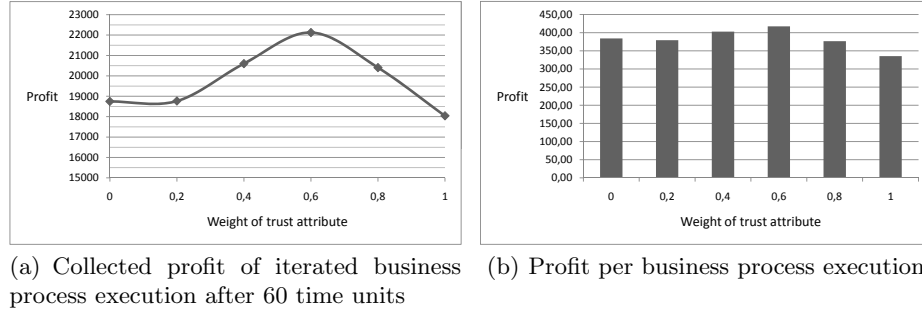 23000
22000
21000
20000
19000
18000
17000
16000
15000
Profit
0 0,2 0,4 0,6 0,8 1
Weight of trust attribute
450,00
400,00
350,00
300,00
250,00
200,00
150,00
100,00
50,00
0,00
Profit
0 0,2 0,4 0,6 0,8 1
Weight of trust attribute
(a) Collected profit of iterated business
process execution after 60 time units
(b) Profit per business process execution